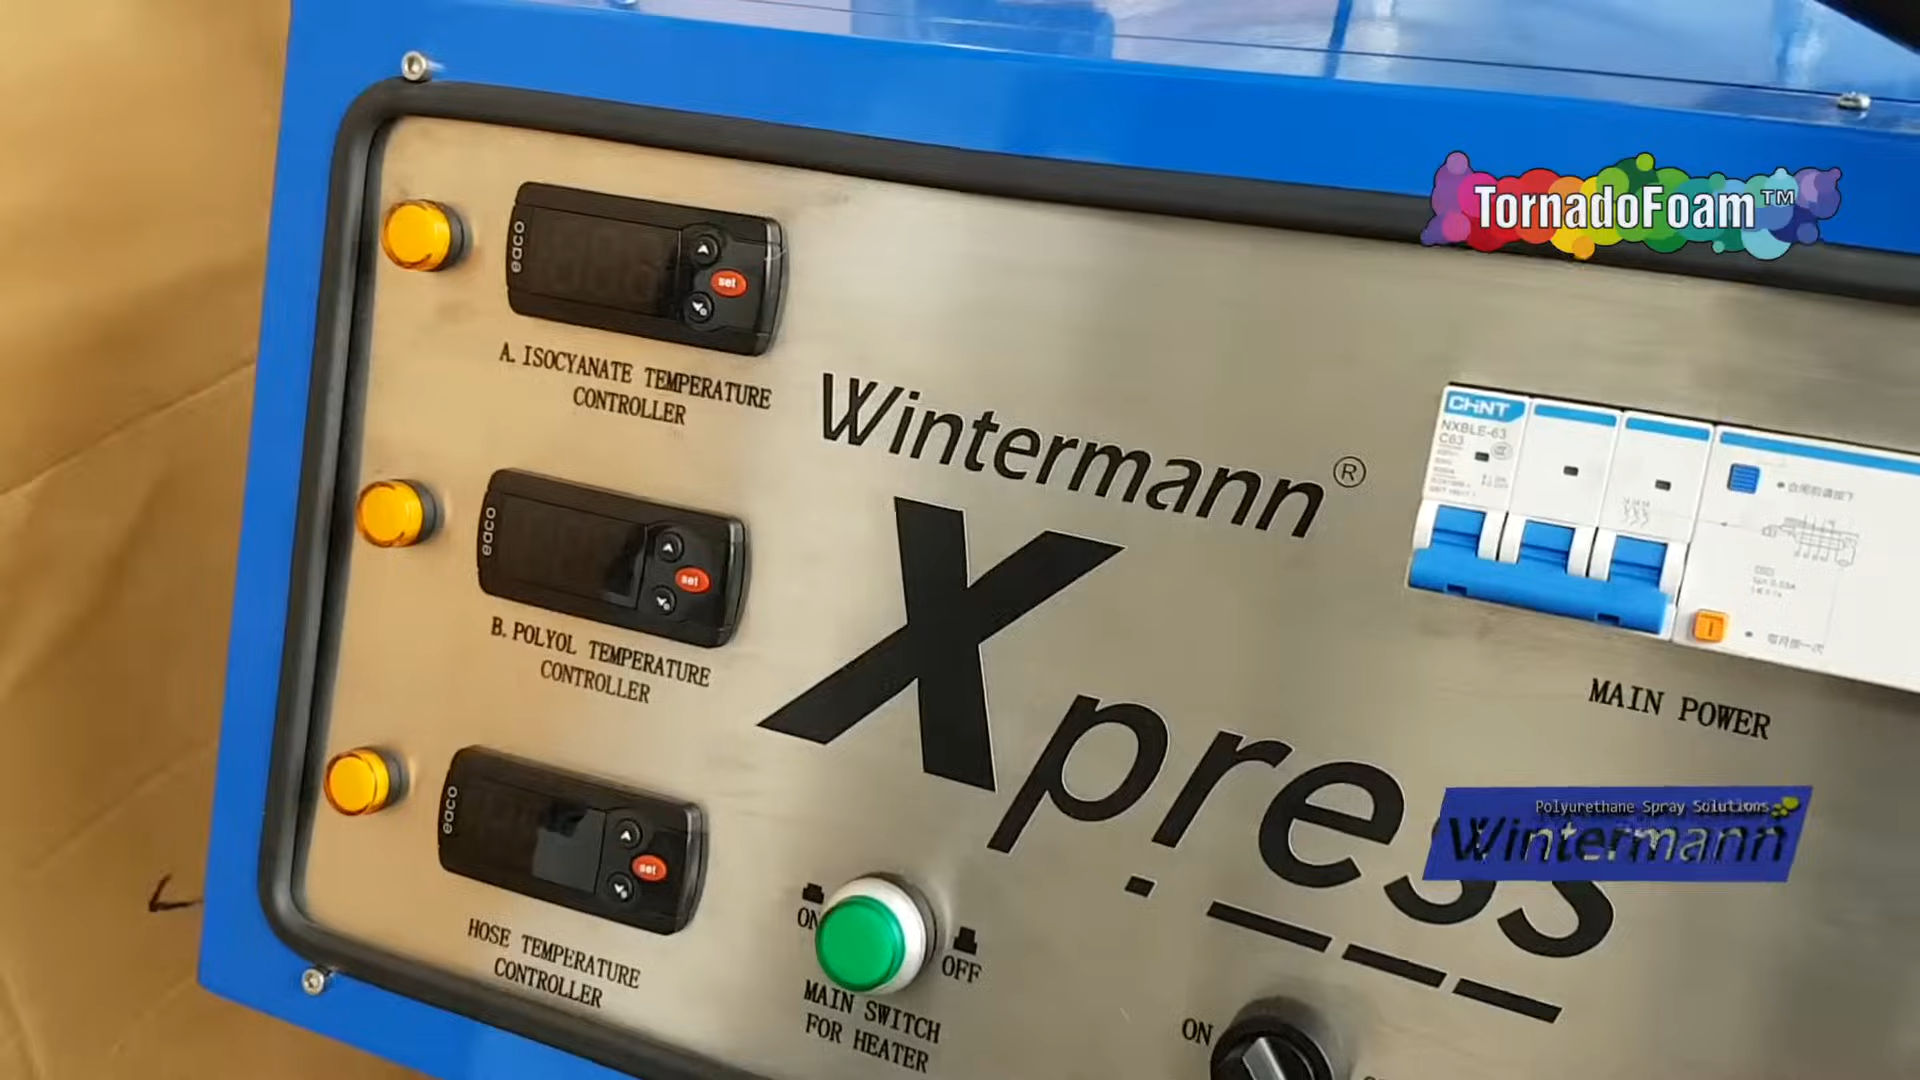 TornadoFoam™
eaco
set
A. ISOCYANATE TEMPERATURE
CONTROLLER
eaco
set
B. POLYOL TEMPERATURE
CONTROLLER
eaco
set
HOSE TEMPERATURE
CONTROLLER
Wintermann®
Xpress
CHNT
NXBLE-63
C63
MAIN POWER
Polyurethane Spray Solutions
Wintermann
ON
OFF
MAIN SWITCH
FOR HEATER
ON